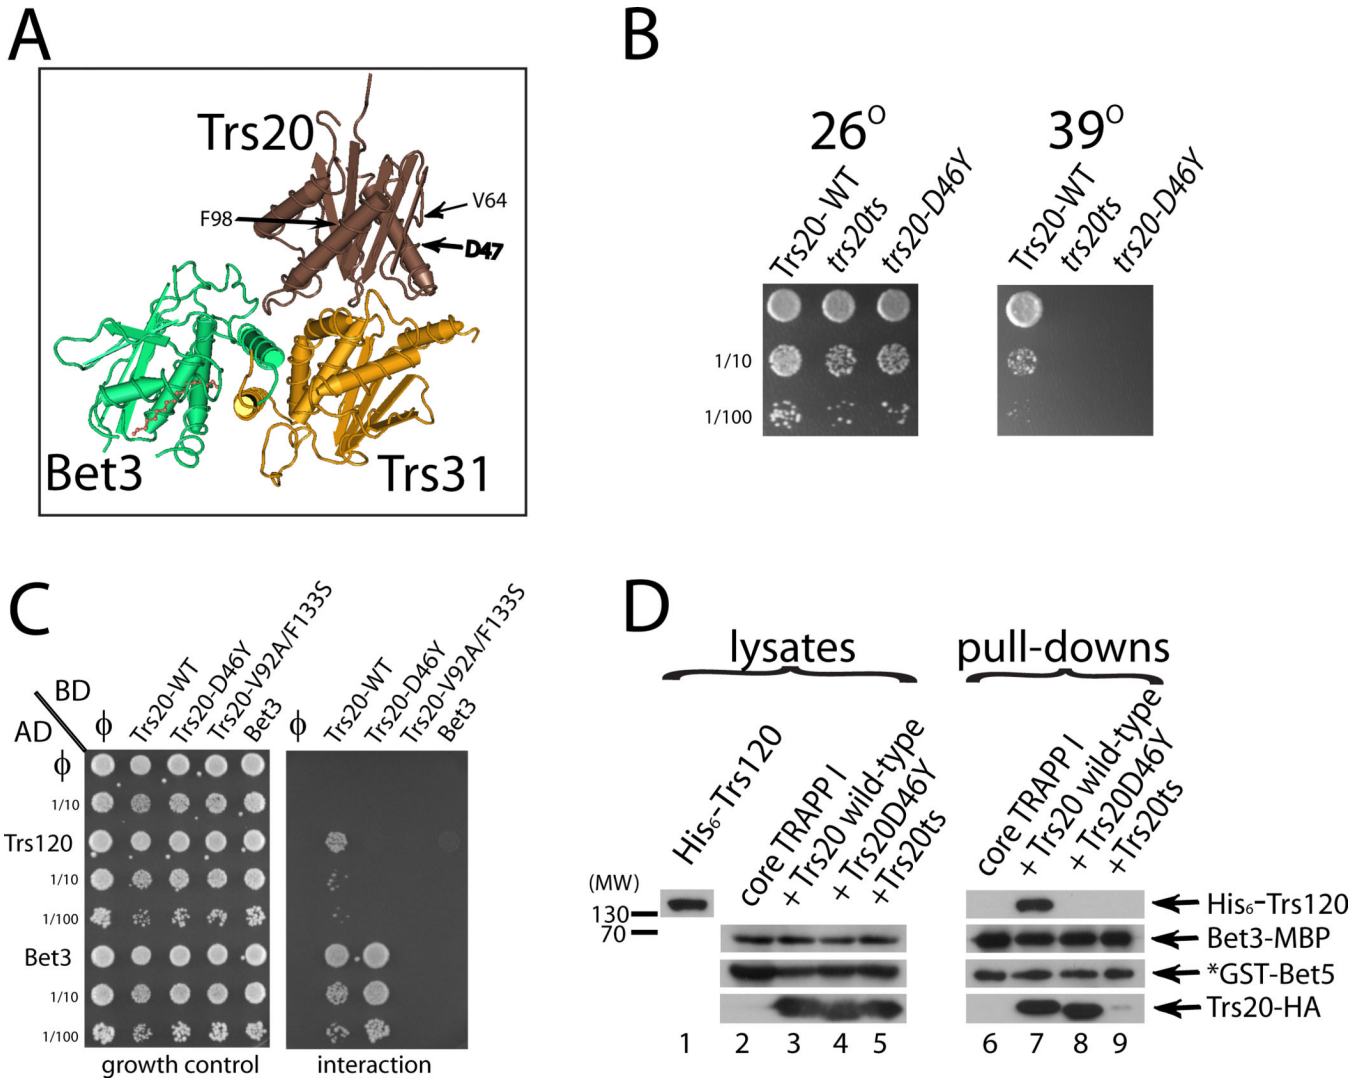 A
Trs20
F98
V64
D47
Bet3
Trs31
B
26°
39°
Trs20-WT
trs20ts
trs20-D46Y
Trs20-WT
trs20ts
trs20-D46Y
1/10
1/100
C
BD
AD
ϕ
Trs20-WT
Trs20-D46Y
Trs20-V92A/F133S
Bet3
ϕ
Trs20-WT
Trs20-D46Y
Trs20-V92A/F133S
Bet3
ϕ
1/10
Trs120
1/10
1/100
Bet3
1/10
1/100
growth control
interaction
D
lysates
pull-downs
His₆-Trs120
core TRAPP I
+ Trs20 wild-type
+ Trs20D46Y
+Trs20ts
core TRAPP I
+ Trs20 wild-type
+ Trs20D46Y
+Trs20ts
(MW)
130
70
His₆-Trs120
Bet3-MBP
*GST-Bet5
Trs20-HA
1 2 3 4 5 6 7 8 9